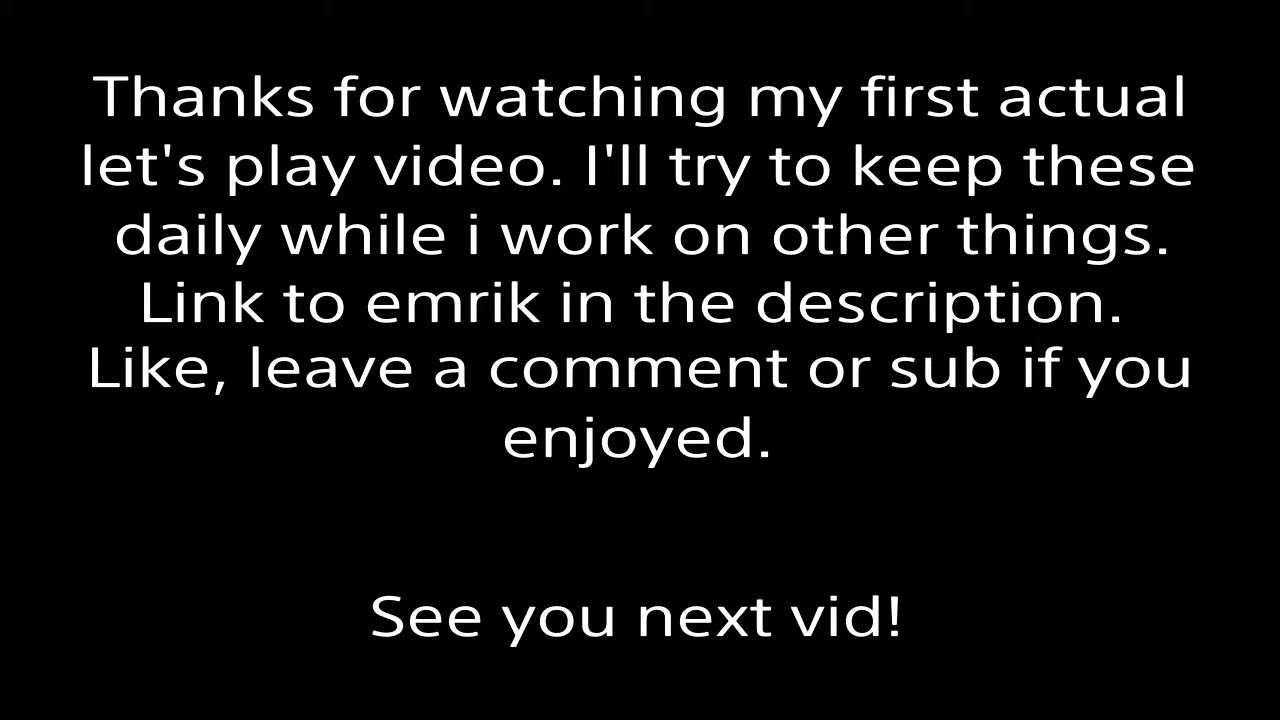 Thanks for watching my first actual
let's play video. I'll try to keep these
daily while i work on other things.
Link to emrik in the description.
Like, leave a comment or sub if you
enjoyed.
See you next vid!